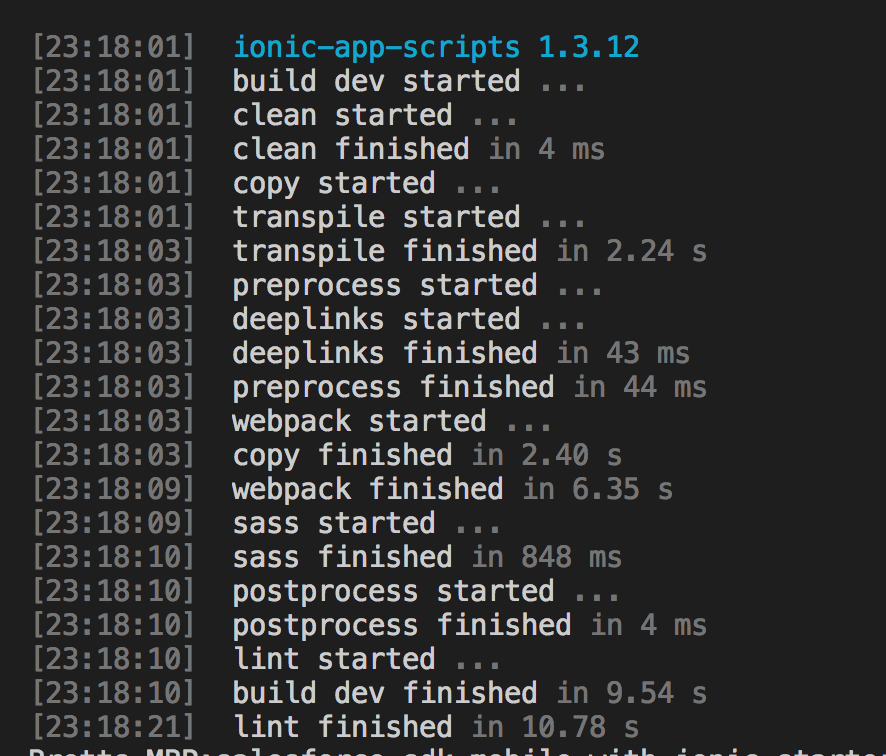 [23:18:01] ionic-app-scripts 1.3.12
[23:18:01] build dev started ...
[23:18:01] clean started ...
[23:18:01] clean finished in 4 ms
[23:18:01] copy started ...
[23:18:01] transpile started ...
[23:18:03] transpile finished in 2.24 s
[23:18:03] preprocess started ...
[23:18:03] deeplinks started ...
[23:18:03] deeplinks finished in 43 ms
[23:18:03] preprocess finished in 44 ms
[23:18:03] webpack started ...
[23:18:03] copy finished in 2.40 s
[23:18:09] webpack finished in 6.35 s
[23:18:09] sass started ...
[23:18:10] sass finished in 848 ms
[23:18:10] postprocess started ...
[23:18:10] postprocess finished in 4 ms
[23:18:10] lint started ...
[23:18:10] build dev finished in 9.54 s
[23:18:21] lint finished in 10.78 s